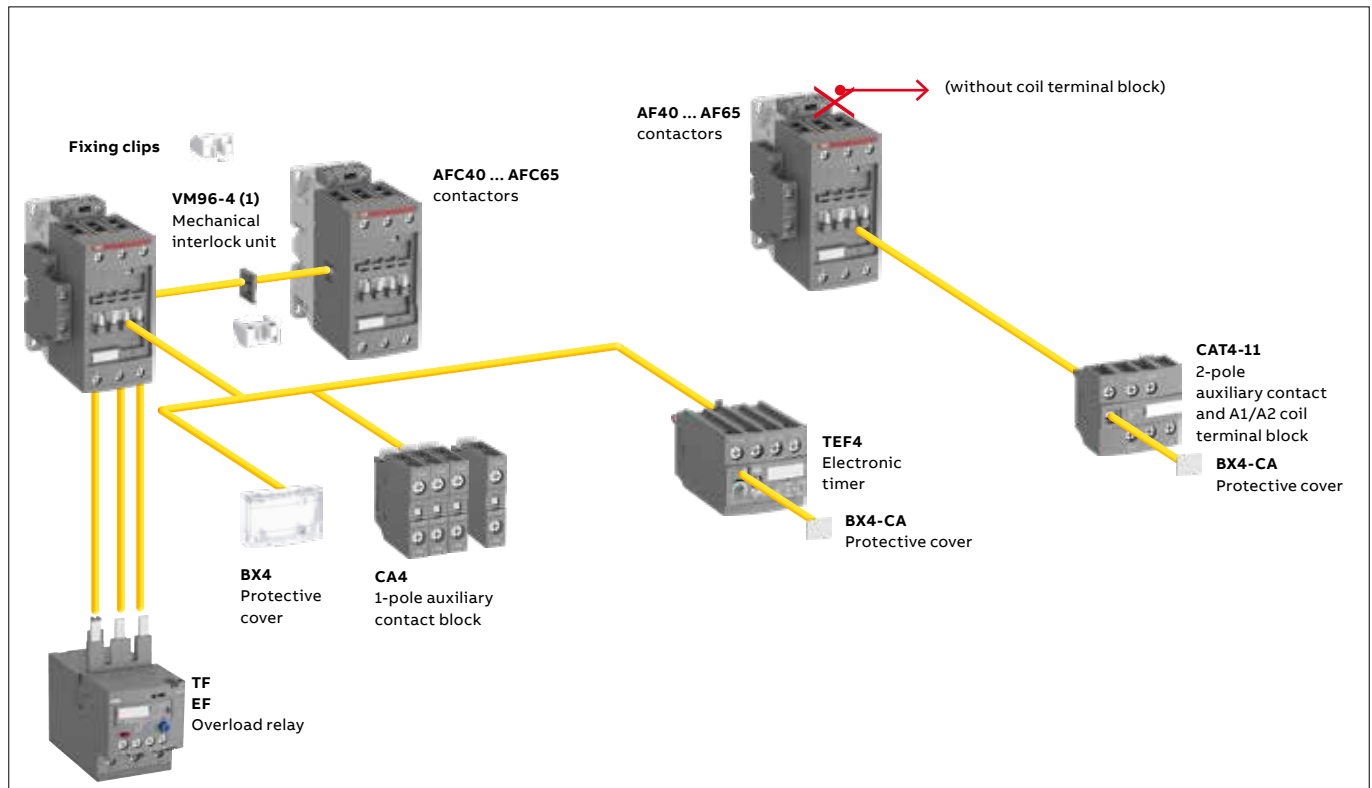 (without coil terminal block)
AF40 ... AF65
contactors
Fixing clips
AFC40 ... AFC65
contactors
VM96-4 (1)
Mechanical
interlock unit
CAT4-11
2-pole
auxiliary contact
and A1/A2 coil
terminal block
BX4-CA
Protective cover
TEF4
Electronic
timer
BX4-CA
Protective cover
BX4
Protective
cover
CA4
1-pole auxiliary
contact block
TF
EF
Overload relay